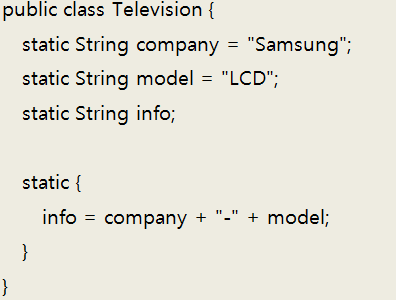 public class Television {
static String company = "Samsung";
static String model = "LCD";
static String info;
static {
info = company + "-" + model;
}
}